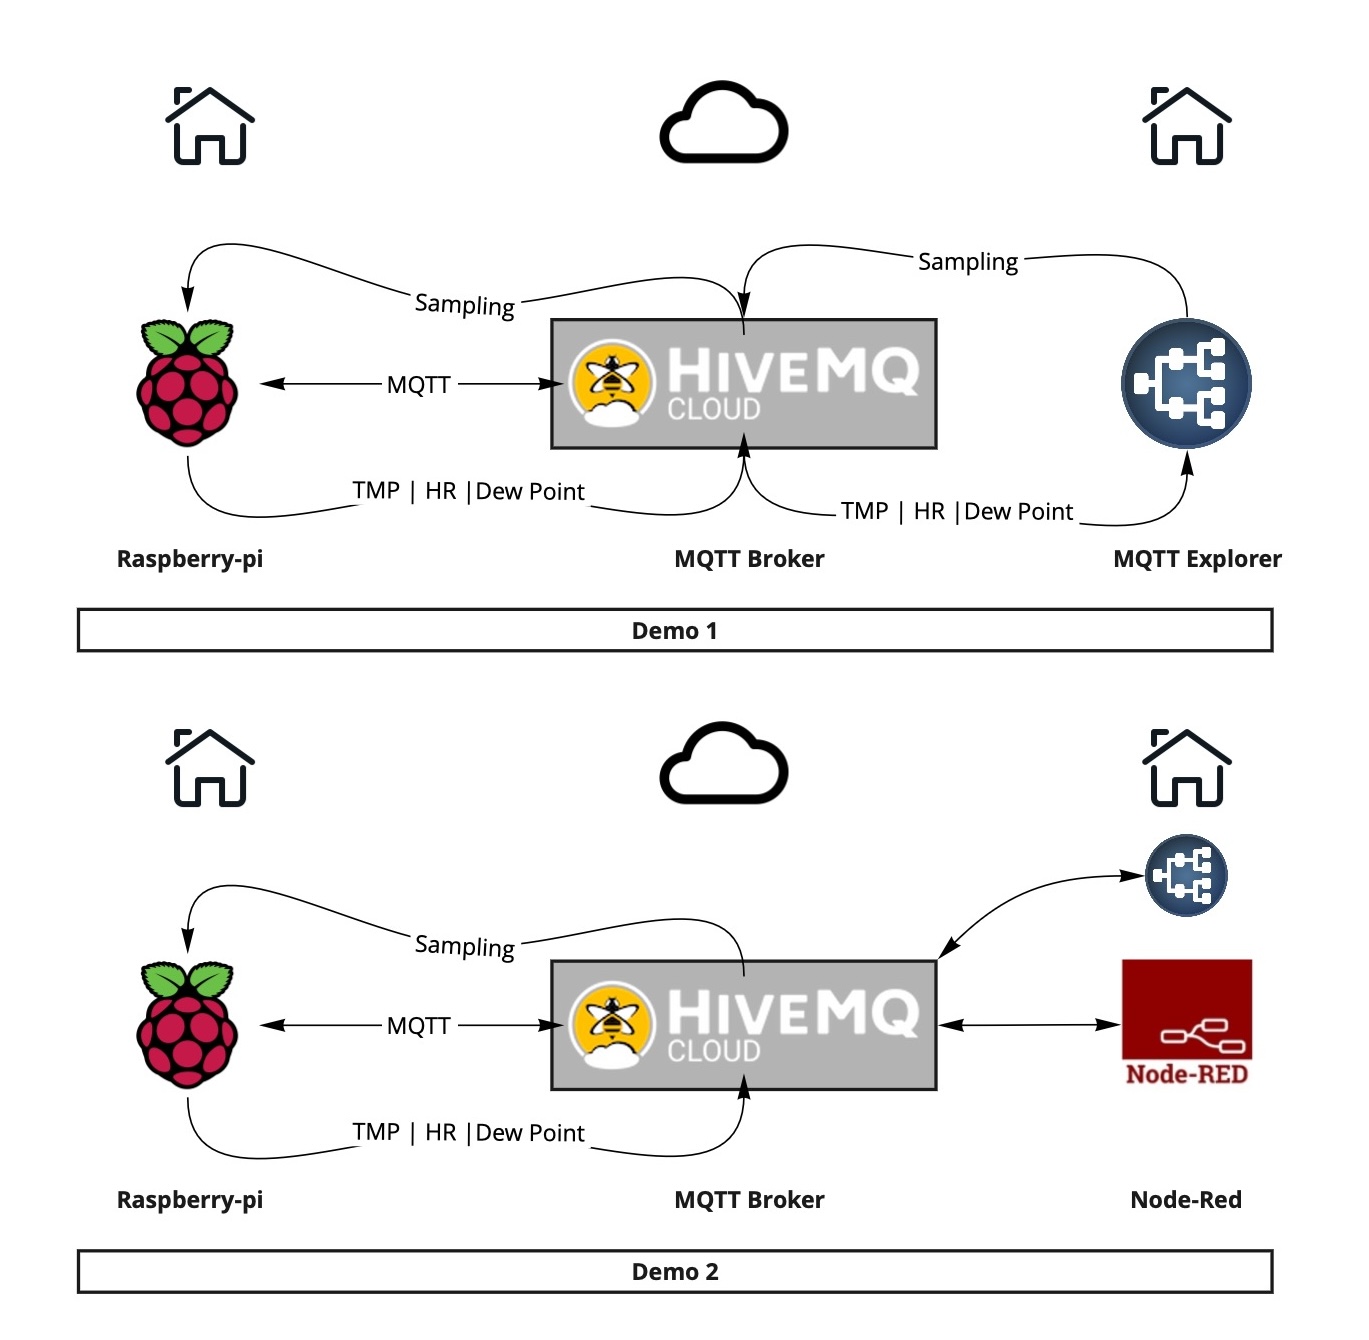 Sampling
Sampling
HIVEMQ
CLOUD
MQTT
TMP | HR |Dew Point
TMP | HR |Dew Point
Raspberry-pi
MQTT Broker
MQTT Explorer
Demo 1
Sampling
HIVEMQ
CLOUD
MQTT
Node-RED
TMP | HR |Dew Point
Raspberry-pi
MQTT Broker
Node-Red
Demo 2